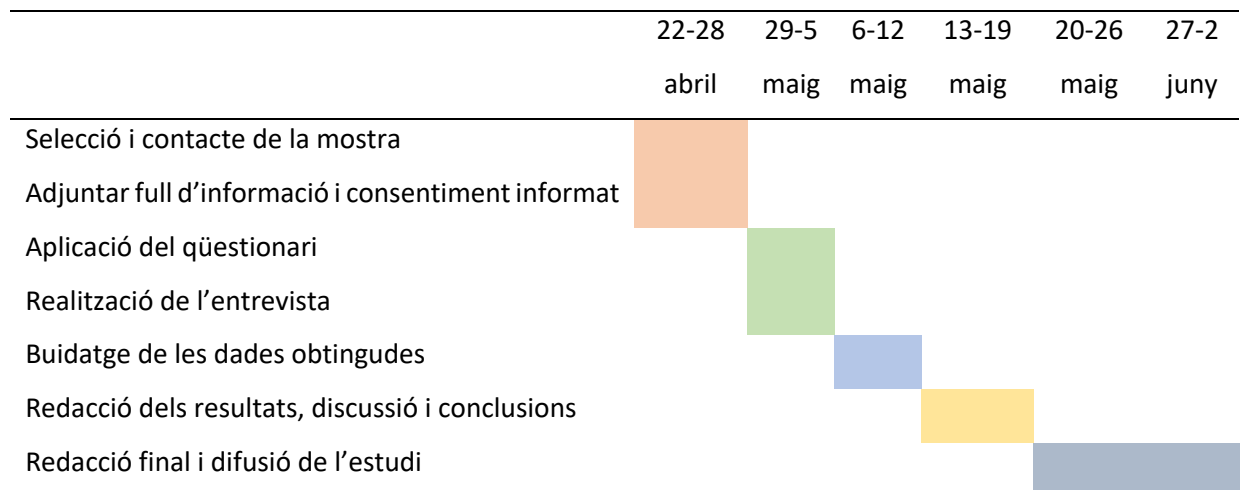 22-28 29-5 6-12 13-19 20-26 27-2
abril maig maig maig maig juny
Selecció i contacte de la mostra
Adjuntar full d’informació i consentiment informat
Aplicació del qüestionari
Realització de l’entrevista
Buidatge de les dades obtingudes
Redacció dels resultats, discussió i conclusions
Redacció final i difusió de l’estudi